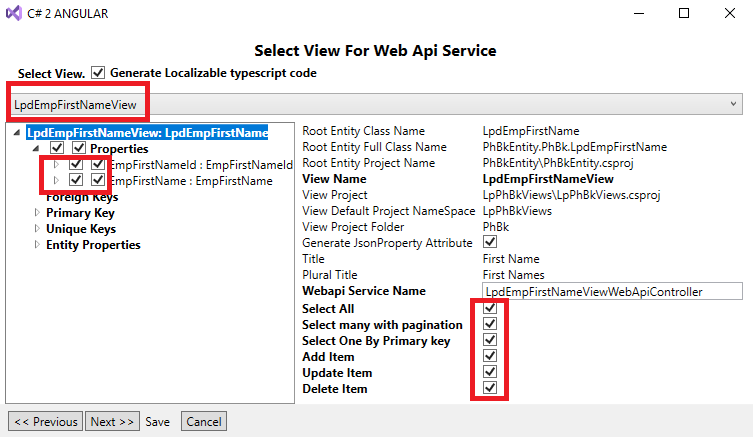 C# 2 ANGULAR
Select View For Web Api Service
Select View. Generate Localizable typescript code
LpdEmpFirstNameView
LpdEmpFirstNameView: LpdEmpFirstName
Properties
EmpFirstNameId : EmpFirstNameId
EmpFirstName : EmpFirstName
Foreign Keys
Primary Key
Unique Keys
Entity Properties
Root Entity Class Name LpdEmpFirstName
Root Entity Full Class Name PhBkEntity.PhBk.LpdEmpFirstName
Root Entity Project Name PhBkEntity\PhBkEntity.csproj
View Name LpdEmpFirstNameView
View Project LpPhBkViews\LpPhBkViews.csproj
View Default Project NameSpace LpPhBkViews
View Project Folder PhBk
Generate JsonProperty Attribute
Title First Name
Plural Title First Names
Webapi Service Name LpdEmpFirstNameViewWebApiController
Select All
Select many with pagination
Select One By Primary key
Add Item
Update Item
Delete Item
<< Previous Next >> Save Cancel